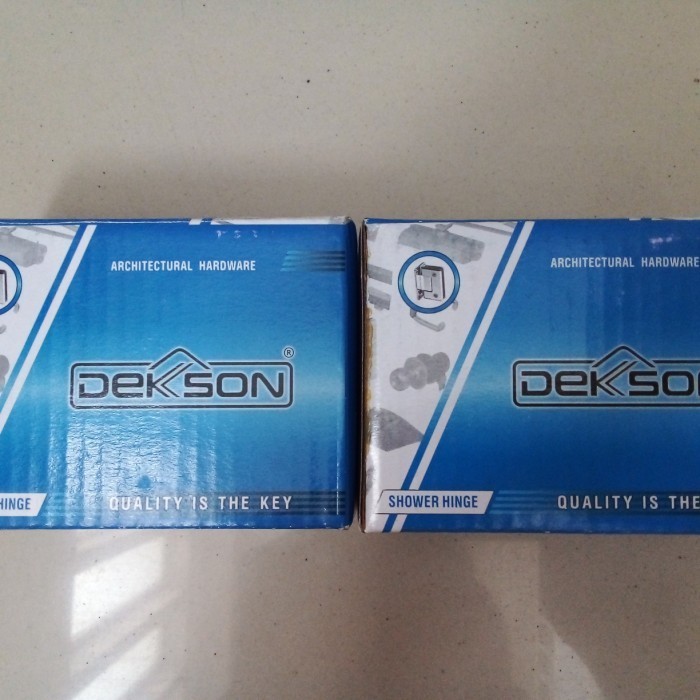 ARCHITECTURAL HARDWARE
DEKSON®
HINGE
QUALITY IS THE KEY
ARCHITECTURAL HARDWARE
DEKSO
SHOWER HINGE
QUALITY IS THE